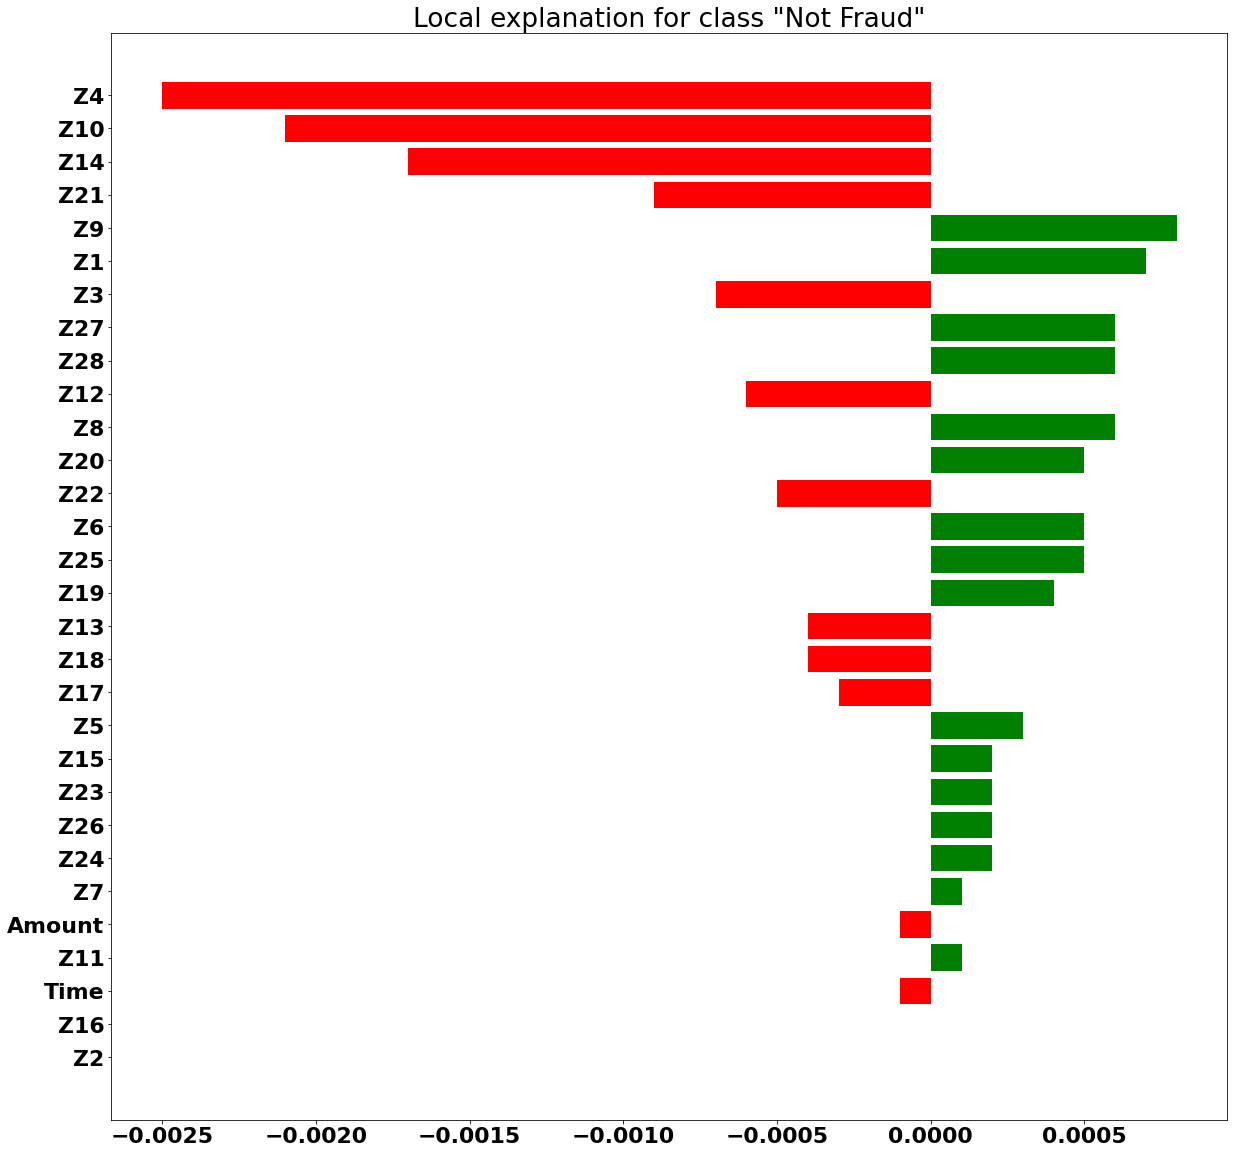 Local explanation for class "Not Fraud"
Z4
Z10
Z14
Z21
Z9
Z1
Z3
Z27
Z28
Z12
Z8
Z20
Z22
Z6
Z25
Z19
Z13
Z18
Z17
Z5
Z15
Z23
Z26
Z24
Z7
Amount
Z11
Time
Z16
Z2
−0.0025 −0.0020 −0.0015 −0.0010 −0.0005 0.0000 0.0005